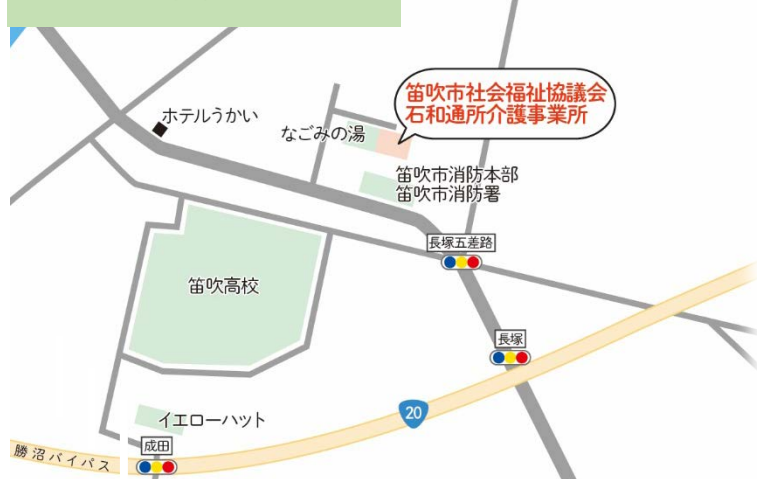 笛吹市社会福祉協議会
石和通所介護事業所
ホテルうかい
なごみの湯
笛吹市消防本部
笛吹市消防署
長塚五差路
笛吹高校
長塚
20
イエローハット
成田
勝沼バイパス